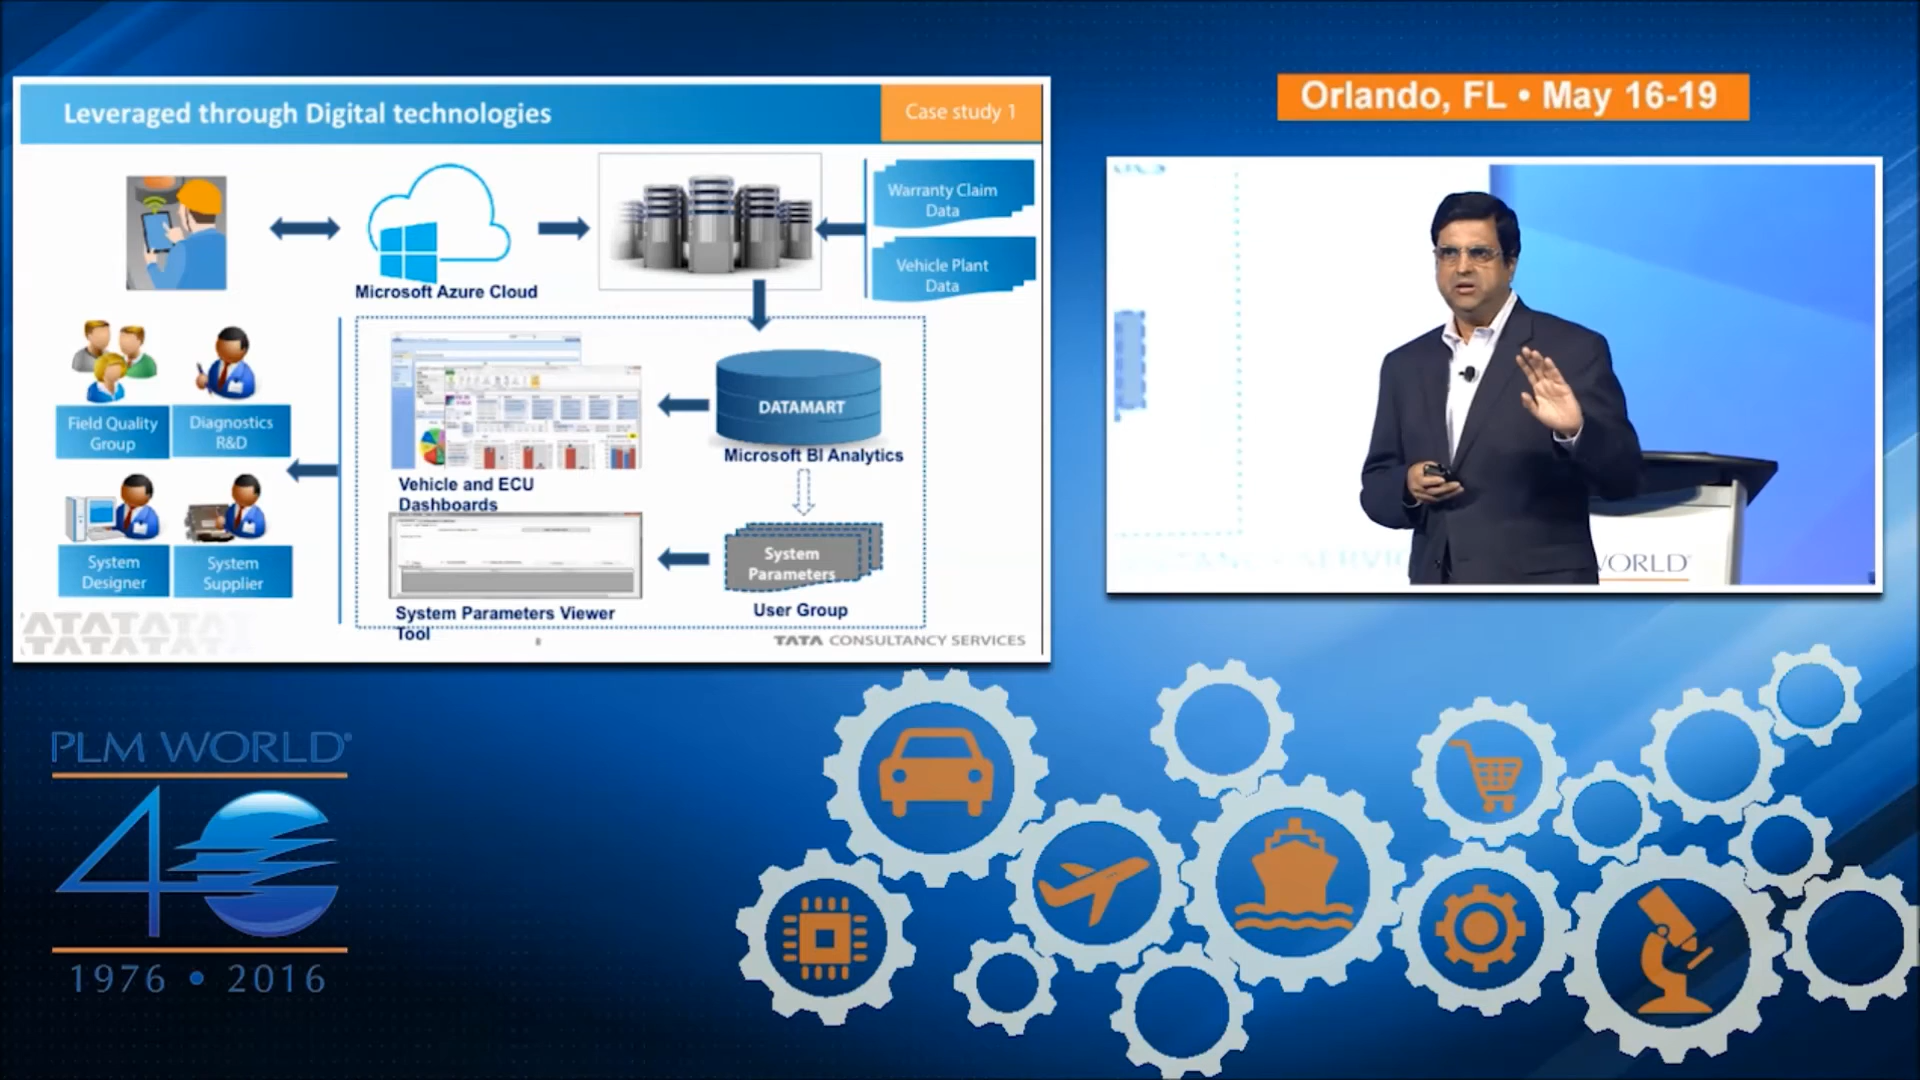 Leveraged through Digital technologies
Case study 1
Orlando, FL • May 16-19
Warranty Claim
Data
Vehicle Plant
Data
Microsoft Azure Cloud
Field Quality
Group
Diagnostics
R&D
DATAMART
Microsoft BI Analytics
Vehicle and ECU
Dashboards
System
Designer
System
Supplier
System
Parameters
User Group
System Parameters Viewer
Tool
TATA CONSULTANCY SERVICES
WORLD
PLM WORLD
40
1976 • 2016